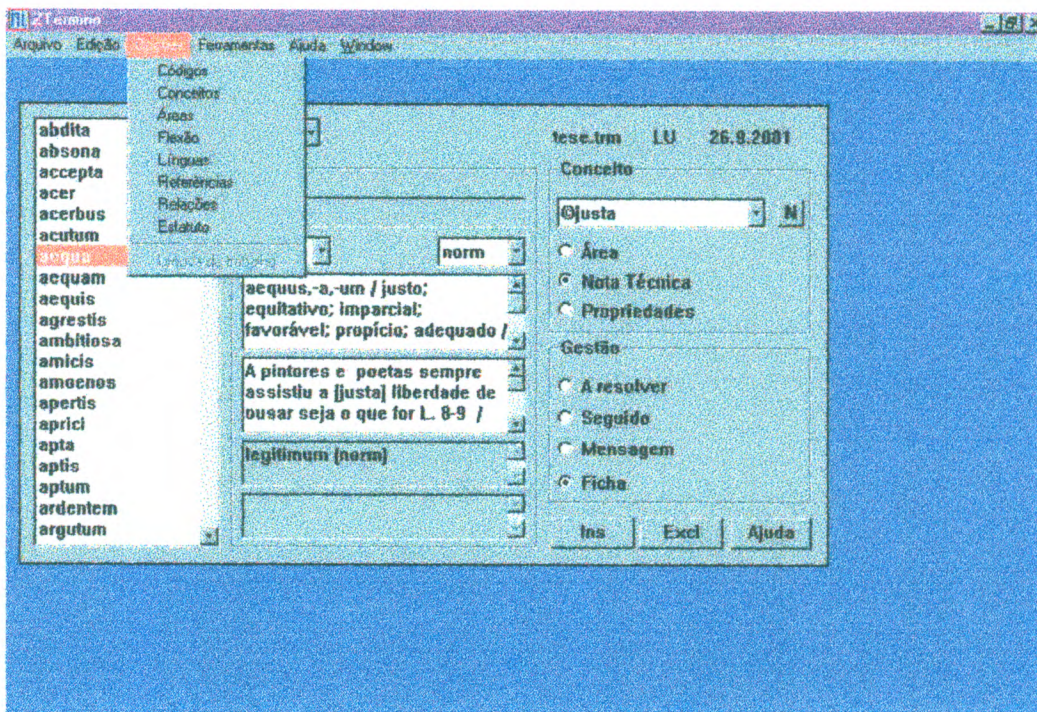 ZTermino
Arquivo Edição Ferramentas Ajuda Window
Códigos
Conceitos
Áreas
Flexão
Línguas
Referências
Relações
Estatuto
abdita
absona
accepta
acer
acerbus
acutum
aequa
aequam
aequis
agrestis
ambitiosa
amicis
amoenos
apertis
aprici
apta
aptis
aptum
ardentem
argutum
norm
aequus,-a,-um / justo;
equitativo; imparcial;
favorável; propício; adequado /
A pintores e poetas sempre
assistiu a [justa] liberdade de
ousar seja o que for L. 8-9 /
legitimum (norm)
tese.trm LU 26.9.2001
Conceito
©justa N
Área
Nota Técnica
Propriedades
Gestão
A resolver
Seguido
Mensagem
Ficha
Ins Excl Ajuda